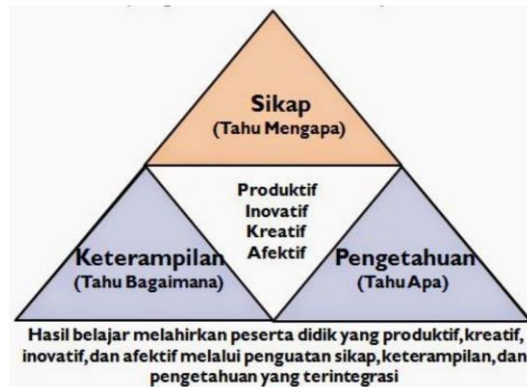 Sikap
(Tahu Mengapa)
Produktif
Inovatif
Kreatif
Afektif
Keterampilan
(Tahu Bagaimana)
Pengetahuan
(Tahu Apa)
Hasil belajar melahirkan peserta didik yang produktif, kreatif,
inovatif, dan afektif melalui penguatan sikap, keterampilan, dan
pengetahuan yang terintegrasi